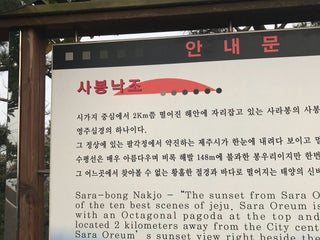 안 내 문
사봉낙조
시가지 중심에서 2Km쯤 떨어진 해안에 자리잡고 있는 사라봉의 사봉
영주십경의 하나이다.
그 정상에 있는 팔각정에서 약진하는 제주시가 한눈에 내려다 보이고 밀
수평선은 매우 아름다우며 비록 해발 148m에 불과한 봉우리이지만 한번
그 어느곳에서 찾아볼 수 없는 황홀한 절경과 바다로 떨어지는 태양의 신비
Sara-bong Nakjo - "The sunset from Sara O
of the ten best scenes of jeju. Sara Oreum is
with an Octagonal pagoda at the top and
located 2 kilometers away from the City cent
Sara Oreum's sunset view right beside the